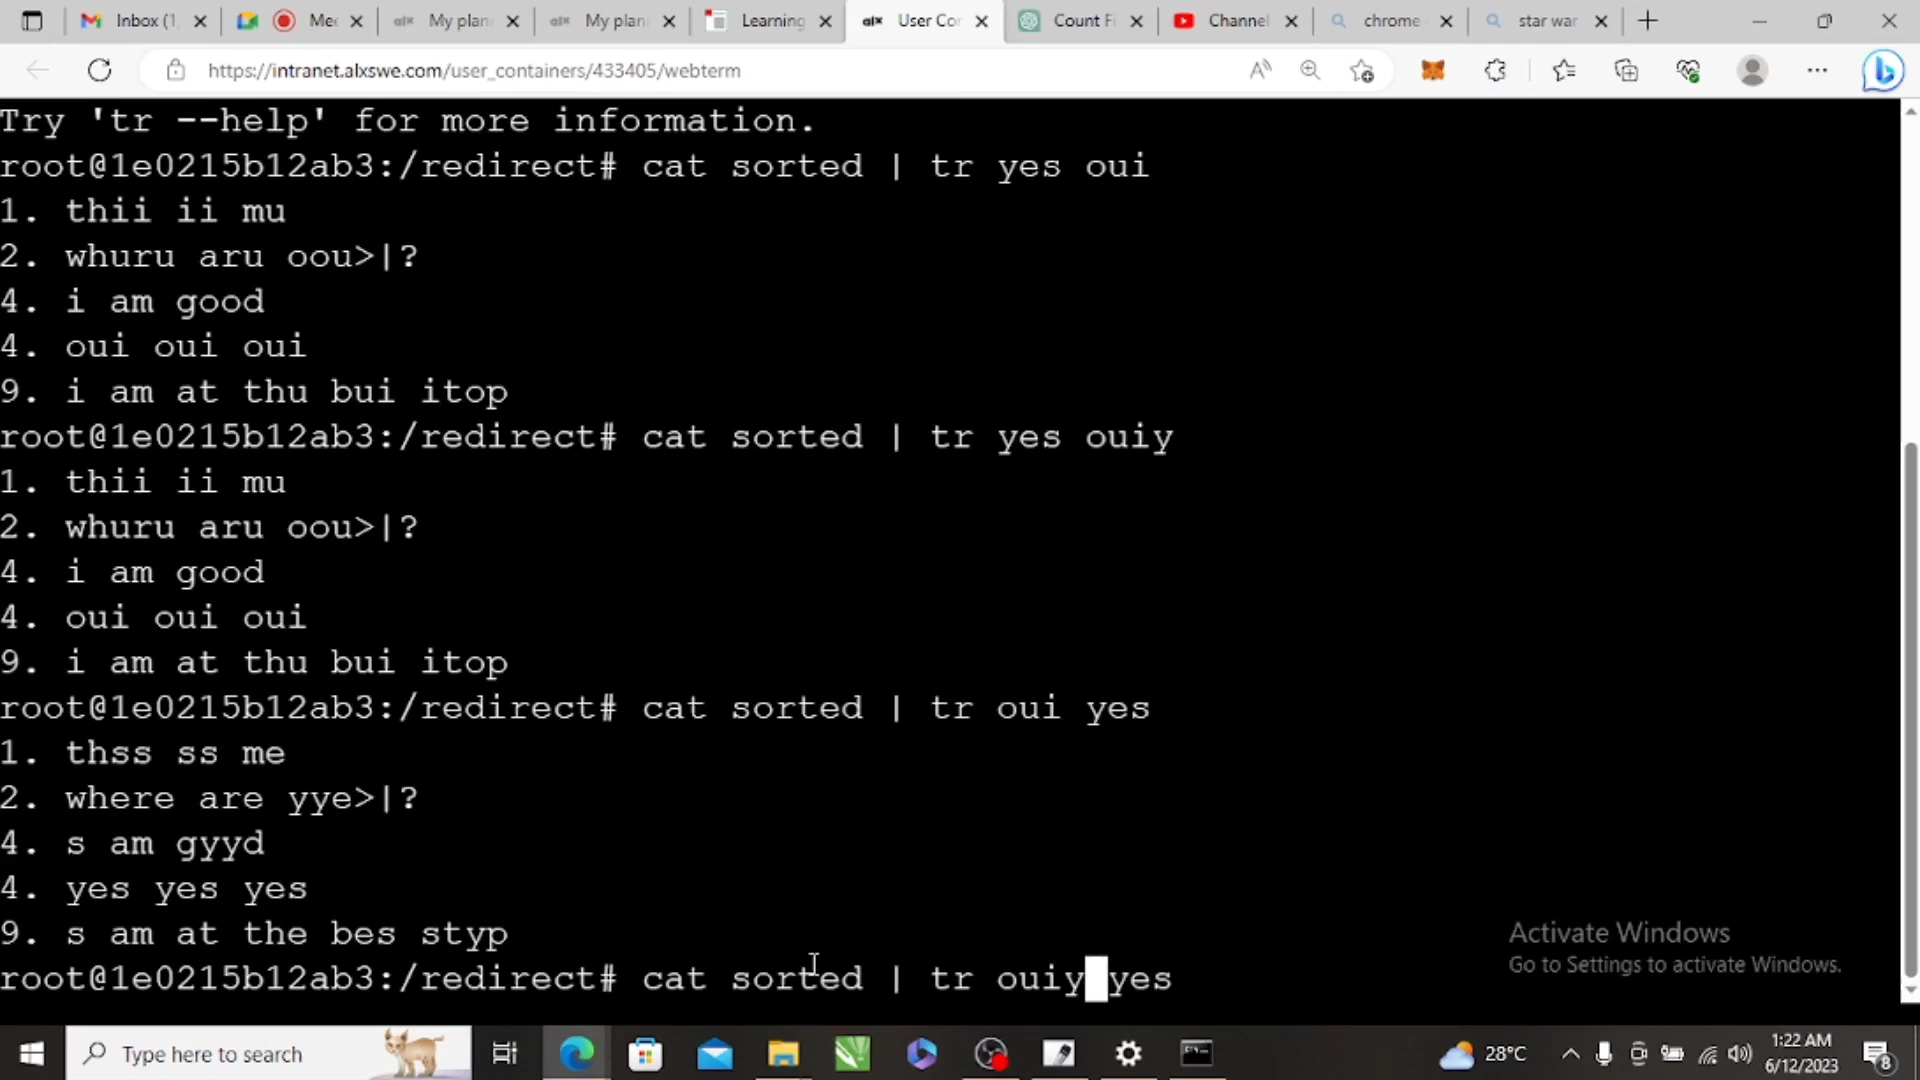 Inbox (1,
Mee
My plan
My plan
Learning
User Con
Count Fi
Channel
chrome
star war
https://intranet.alxswe.com/user_containers/433405/webterm
Try 'tr --help' for more information.
root@1e0215b12ab3:/redirect# cat sorted | tr yes oui
1. thii ii mu
2. whuru aru oou>|?
4. i am good
4. oui oui oui
9. i am at thu bui itop
root@1e0215b12ab3:/redirect# cat sorted | tr yes ouiy
1. thii ii mu
2. whuru aru oou>|?
4. i am good
4. oui oui oui
9. i am at thu bui itop
root@1e0215b12ab3:/redirect# cat sorted | tr oui yes
1. thss ss me
2. where are yye>|?
4. s am gyyd
4. yes yes yes
9. s am at the bes styp
root@1e0215b12ab3:/redirect# cat sorted | tr ouiy yes
Activate Windows
Go to Settings to activate Windows.
Type here to search
28°C
1:22 AM
6/12/2023
8